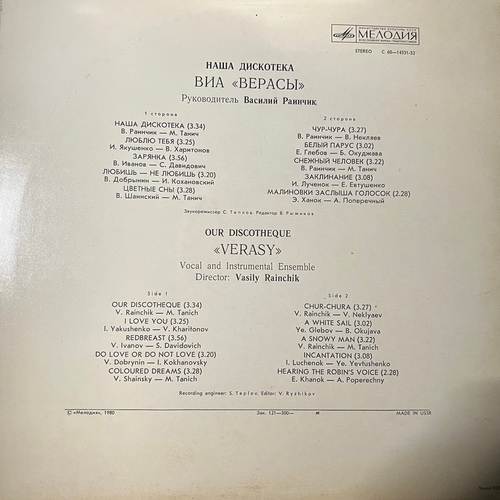 МЕЛОДИЯ
STEREO С 60—14531-32
НАША ДИСКОТЕКА
ВИА «ВЕРАСЫ»
Руководитель Василий Раинчик
1 сторона
НАША ДИСКОТЕКА (3.34)
В. Раинчик — М. Танич
ЛЮБЛЮ ТЕБЯ (3.25)
И. Якушенко — В. Харитонов
ЗАРЯНКА (3.56)
В. Иванов — С. Давидович
ЛЮБИШЬ — НЕ ЛЮБИШЬ (3.20)
В. Добрынин — И. Кохановский
ЦВЕТНЫЕ СНЫ (3.28)
В. Шаинский — М. Танич
2 сторона
ЧУР-ЧУРА (3.27)
В. Раинчик — В. Некляев
БЕЛЫЙ ПАРУС (3.02)
Е. Глебов — Б. Окуджава
СНЕЖНЫЙ ЧЕЛОВЕК (3.22)
В. Раинчик — М. Танич
ЗАКЛИНАНИЕ (3.08)
И. Лученок — Е. Евтушенко
МАЛИНОВКИ ЗАСЛЫША ГОЛОСОК (2.28)
Э. Ханок — А. Поперечный
Звукорежиссер С. Теплов. Редактор В. Рыжиков
OUR DISCOTHEQUE
«VERASY»
Vocal and Instrumental Ensemble
Director: Vasily Rainchik
Side 1
OUR DISCOTHEQUE (3.34)
V. Rainchik — M. Tanich
I LOVE YOU (3.25)
I. Yakushenko — V. Kharitonov
REDBREAST (3.56)
V. Ivanov — S. Davidovich
DO LOVE OR DO NOT LOVE (3.20)
V. Dobrynin — I. Kokhanovsky
COLOURED DREAMS (3.28)
V. Shainsky — M. Tanich
Side 2
CHUR-CHURA (3.27)
V. Rainchik — V. Neklyaev
A WHITE SAIL (3.02)
Ye. Glebov — B. Okujava
A SNOWY MAN (3.22)
V. Rainchik — M. Tanich
INCANTATION (3.08)
I. Luchenok — Ye. Yevtushenko
HEARING THE ROBIN'S VOICE (2.28)
E. Khanok — A. Poperechny
Recording engineer: S. Teplov. Editor: V. Ryzhikov
© «Мелодия», 1980
Зак. 121—300—
MADE IN USSR